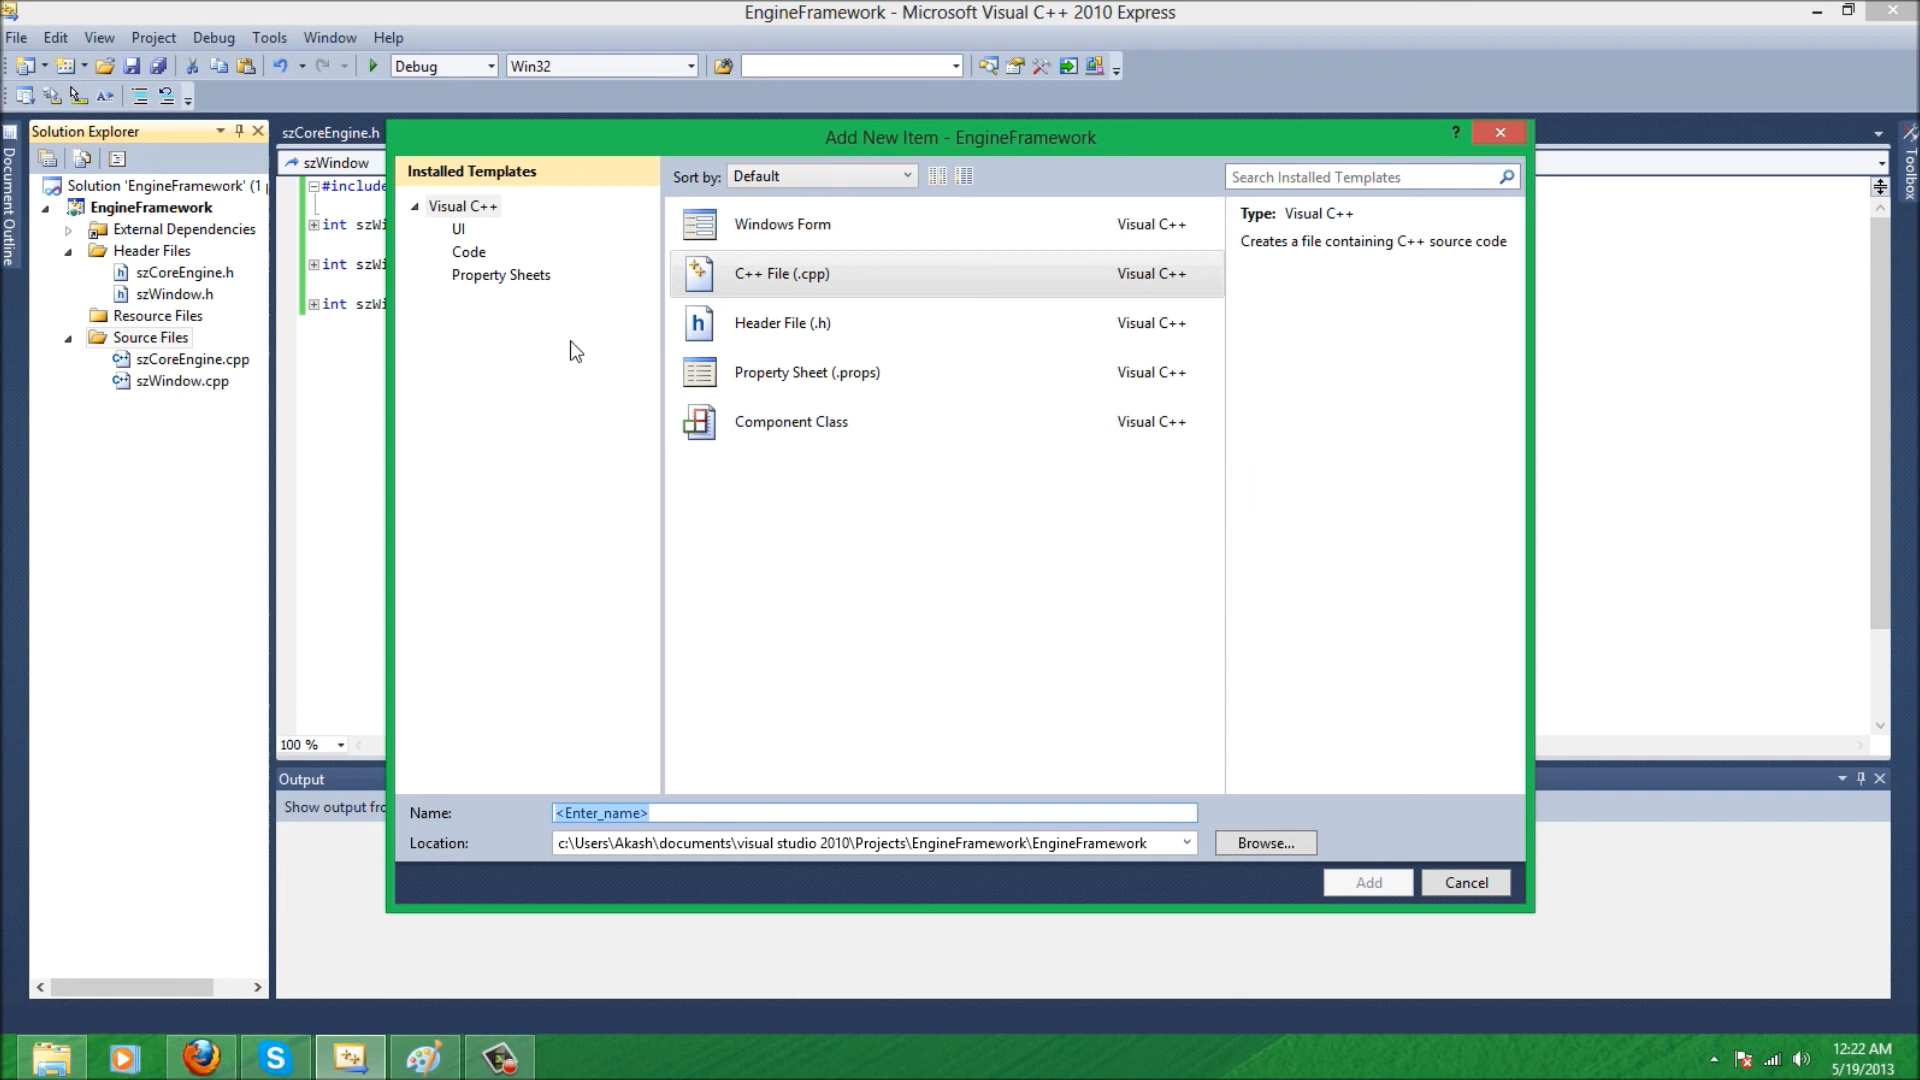 EngineFramework - Microsoft Visual C++ 2010 Express
File Edit View Project Debug Tools Window Help
Debug Win32
Solution Explorer
szCoreEngine.h
Add New Item - EngineFramework
?
Document Outline
Toolbox
szWindow
Installed Templates
Sort by: Default
Search Installed Templates
Solution 'EngineFramework' (1
EngineFramework
External Dependencies
Header Files
szCoreEngine.h
szWindow.h
Resource Files
Source Files
szCoreEngine.cpp
szWindow.cpp
#include
int szWi
int szWi
int szWi
Visual C++
UI
Code
Property Sheets
Windows Form Visual C++
C++ File (.cpp) Visual C++
Header File (.h) Visual C++
Property Sheet (.props) Visual C++
Component Class Visual C++
Type: Visual C++
Creates a file containing C++ source code
100 %
Output
Show output fro
Name: <Enter_name>
Location: c:\Users\Akash\documents\visual studio 2010\Projects\EngineFramework\EngineFramework
Browse...
Add Cancel
12:22 AM
5/19/2013